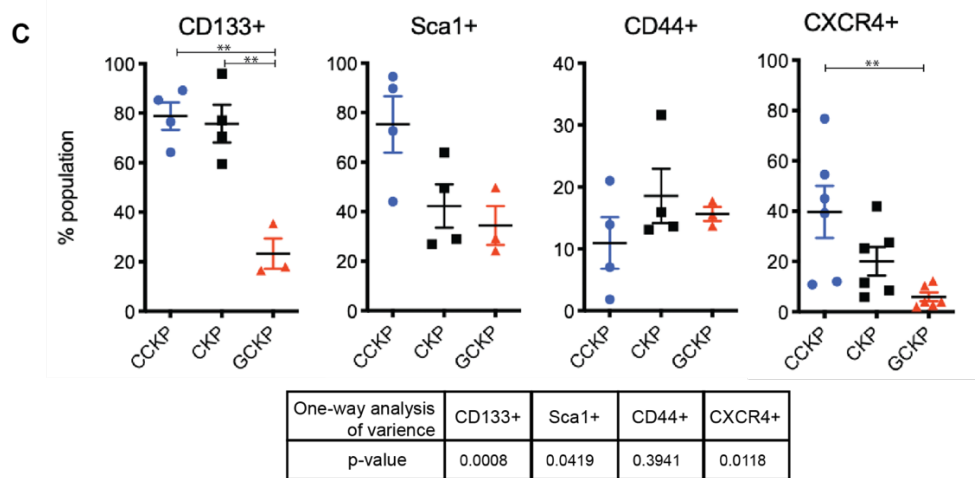 C
CD133+
Sca1+
CD44+
CXCR4+
% population
**
**
100
80
60
40
20
0
CCKP
CKP
GCKP
100
80
60
40
20
0
CCKP
CKP
GCKP
40
30
20
10
0
CCKP
CKP
GCKP
**
100
80
60
40
20
0
CCKP
CKP
GCKP
One-way analysis
of varience
CD133+
Sca1+
CD44+
CXCR4+
p-value
0.0008
0.0419
0.3941
0.0118